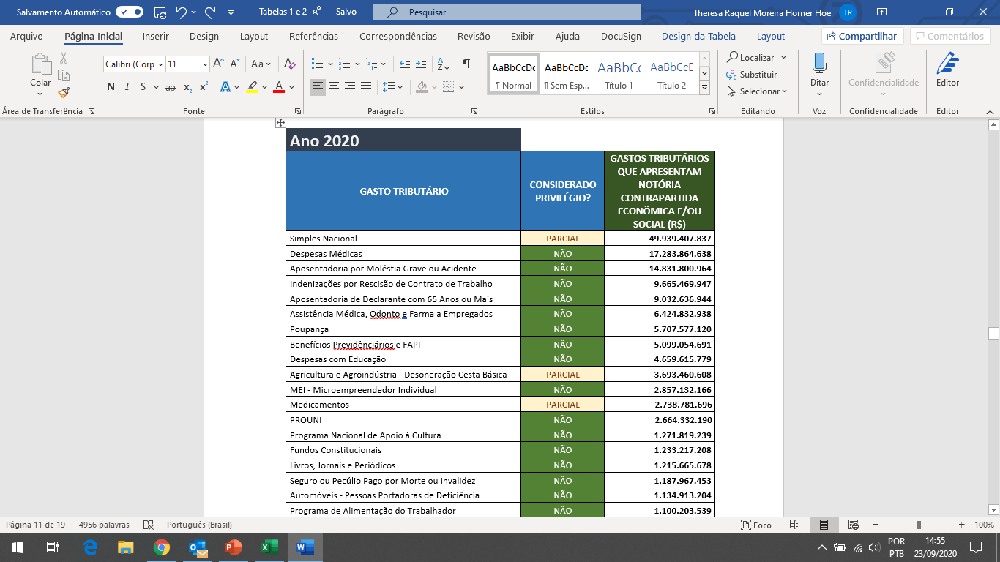 Salvamento Automático
Tabelas 1 e 2 - Salvo
Pesquisar
Theresa Raquel Moreira Horner Hoe
TR
Arquivo Página Inicial Inserir Design Layout Referências Correspondências Revisão Exibir Ajuda DocuSign Design da Tabela Layout Compartilhar Comentários
Calibri (Corp 11
Colar
N I S ab x₂ x² A A
Aa
AaBbCcDc AaBbCcDc AaBbCc AaBbCcE
¶ Normal ¶ Sem Esp... Título 1 Título 2
Localizar
Substituir
Selecionar
Ditar
Confidencialidade
Editor
Área de Transferência Fonte Parágrafo Estilos Editando Voz Confidencialidade Editor
Ano 2020
GASTO TRIBUTÁRIO
CONSIDERADO
PRIVILÉGIO?
GASTOS TRIBUTÁRIOS
QUE APRESENTAM
NOTÓRIA
CONTRAPARTIDA
ECONÔMICA E/OU
SOCIAL (R$)
Simples Nacional PARCIAL 49.939.407.837
Despesas Médicas NÃO 17.283.864.638
Aposentadoria por Moléstia Grave ou Acidente NÃO 14.831.800.964
Indenizações por Rescisão de Contrato de Trabalho NÃO 9.665.469.947
Aposentadoria de Declarante com 65 Anos ou Mais NÃO 9.032.636.944
Assistência Médica, Odonto e Farma a Empregados NÃO 6.424.832.938
Poupança NÃO 5.707.577.120
Benefícios Previdênciários e FAPI NÃO 5.099.054.691
Despesas com Educação NÃO 4.659.615.779
Agricultura e Agroindústria - Desoneração Cesta Básica PARCIAL 3.693.460.608
MEI - Microempreendedor Individual NÃO 2.857.132.166
Medicamentos PARCIAL 2.738.781.696
PROUNI NÃO 2.664.332.190
Programa Nacional de Apoio à Cultura NÃO 1.271.819.239
Fundos Constitucionais NÃO 1.233.217.208
Livros, Jornais e Periódicos NÃO 1.215.665.678
Seguro ou Pecúlio Pago por Morte ou Invalidez NÃO 1.187.967.453
Automóveis - Pessoas Portadoras de Deficiência NÃO 1.134.913.204
Programa de Alimentação do Trabalhador NÃO 1.100.203.539
Página 11 de 19 4956 palavras Português (Brasil) Foco 100%
POR 14:55
PTB 23/09/2020